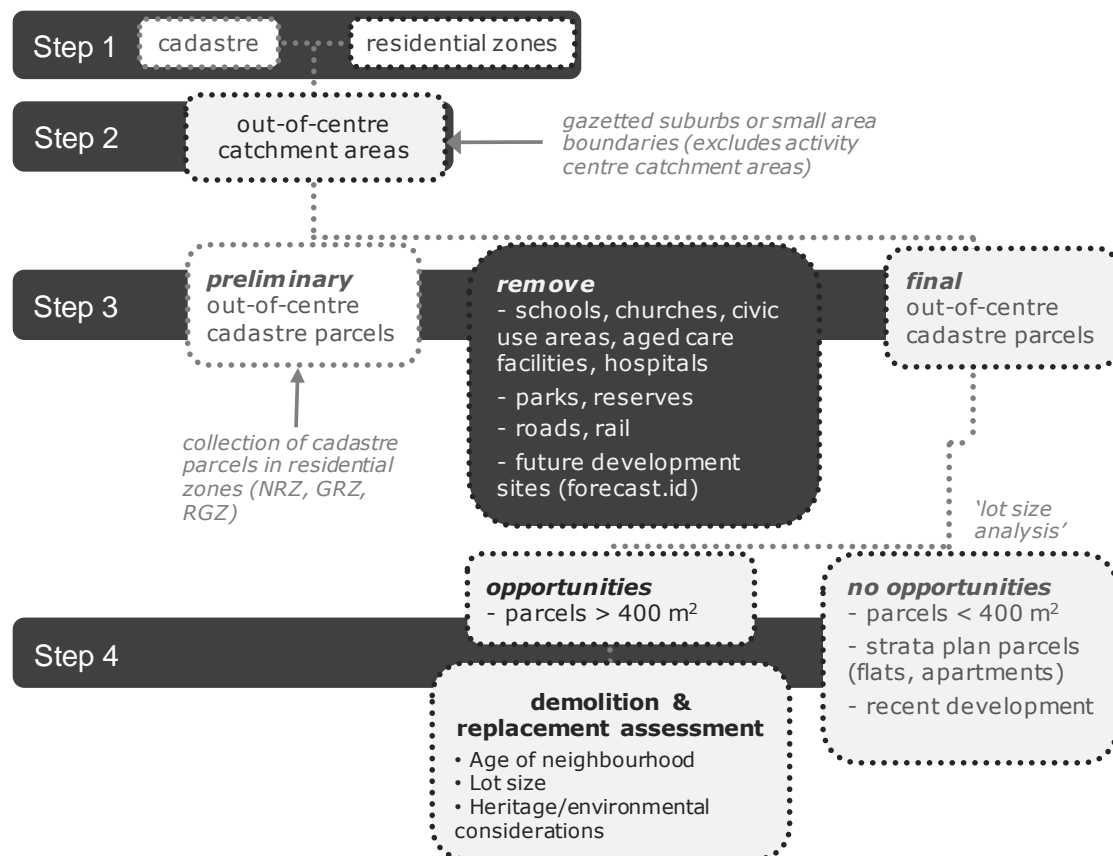 Step 1
cadastre
residential zones
Step 2
out-of-centre
catchment areas
gazetted suburbs or small area
boundaries (excludes activity
centre catchment areas)
Step 3
preliminary
out-of-centre
cadastre parcels
remove
- schools, churches, civic
use areas, aged care
facilities, hospitals
- parks, reserves
- roads, rail
- future development
sites (forecast.id)
final
out-of-centre
cadastre parcels
collection of cadastre
parcels in residential
zones (NRZ, GRZ,
RGZ)
‘lot size
analysis’
Step 4
opportunities
- parcels > 400 m²
no opportunities
- parcels < 400 m²
- strata plan parcels
(flats, apartments)
- recent development
demolition &
replacement assessment
• Age of neighbourhood
• Lot size
• Heritage/environmental
considerations